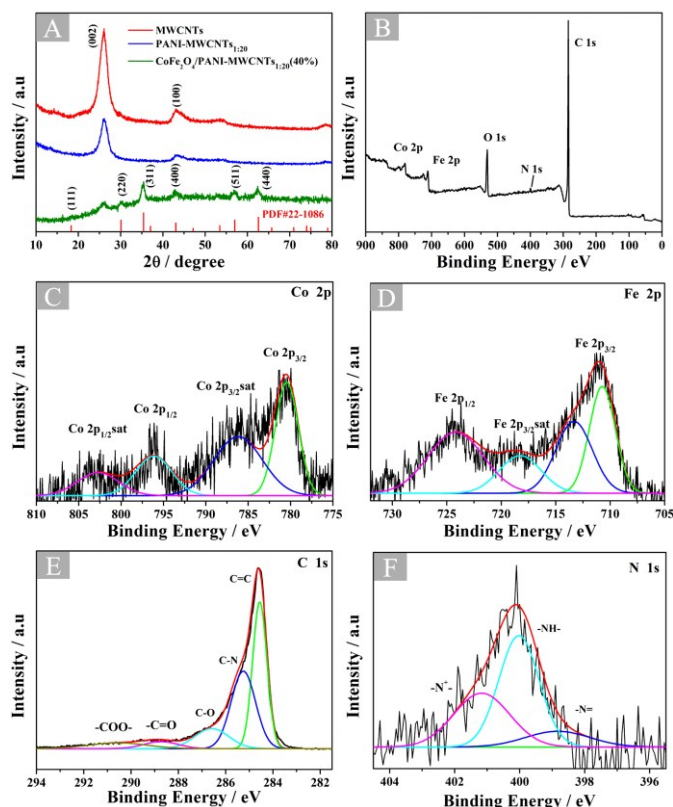 A
MWCNTs
PANI-MWCNTs₁:₂₀
CoFe₂O₄/PANI-MWCNTs₁:₂₀(40%)
(002)
(100)
(111)
(220)
(311)
(400)
(511)
(440)
PDF#22-1086
Intensity / a.u
10 20 30 40 50 60 70 80
2θ / degree
B
C 1s
O 1s
N 1s
Co 2p
Fe 2p
Intensity / a.u
900 800 700 600 500 400 300 200 100 0
Binding Energy / eV
C
Co 2p
Co 2p₃/₂
Co 2p₃/₂sat
Co 2p₁/₂
Co 2p₁/₂sat
Intensity / a.u
810 805 800 795 790 785 780 775
Binding Energy / eV
D
Fe 2p
Fe 2p₃/₂
Fe 2p₁/₂
Fe 2p₃/₂sat
Intensity / a.u
730 725 720 715 710 705
Binding Energy / eV
E
C 1s
C=C
C-N
C-O
-C=O
-COO-
Intensity / a.u
294 292 290 288 286 284 282
Binding Energy / eV
F
N 1s
-NH-
-N⁺-
-N=
Intensity / a.u
404 402 400 398 396
Binding Energy / eV